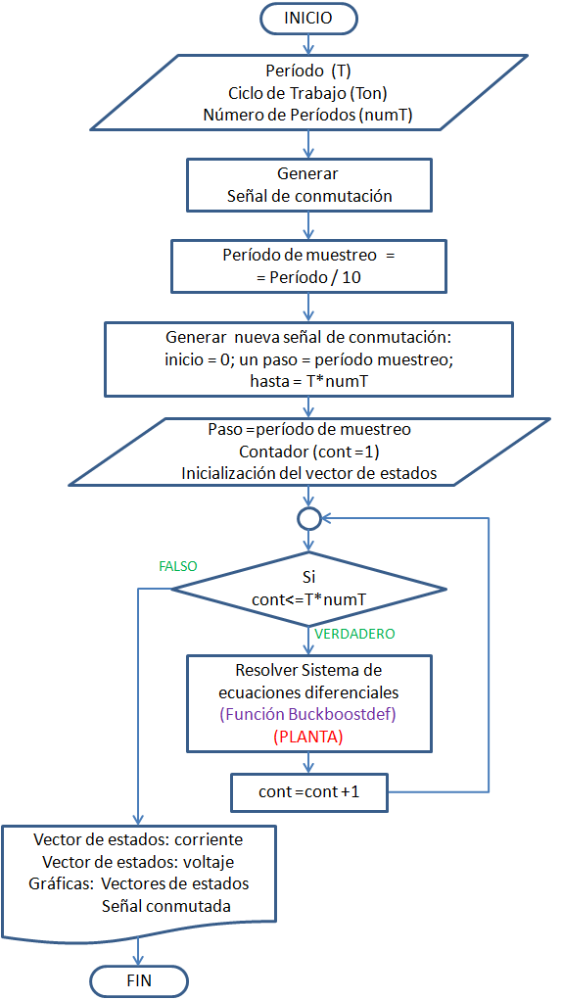 INICIO
Período (T)
Ciclo de Trabajo (Ton)
Número de Períodos (numT)
Generar
Señal de conmutación
Período de muestreo =
= Período / 10
Generar nueva señal de conmutación:
inicio = 0; un paso = período muestreo;
hasta = T*numT
Paso =período de muestreo
Contador (cont =1)
Inicialización del vector de estados
FALSO
Si
cont<=T*numT
VERDADERO
Resolver Sistema de
ecuaciones diferenciales
(Función Buckboostdef)
(PLANTA)
cont =cont +1
Vector de estados: corriente
Vector de estados: voltaje
Gráficas: Vectores de estados
Señal conmutada
FIN